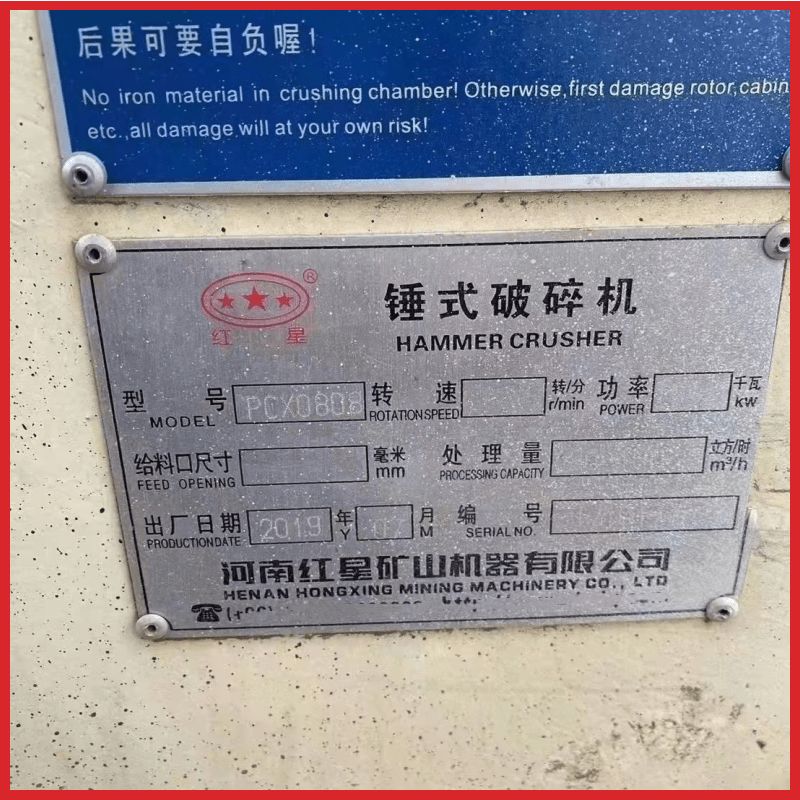 后果可要自负喔!
No iron material in crushing chamber! Otherwise,first damage rotor,cabin
etc.,all damage will at your own risk!
®
红 星
锤式破碎机
HAMMER CRUSHER
型 号 PCX0808 转 速 转/分 功 率 千瓦
MODEL ROTATION SPEED r/min POWER kw
给料口尺寸 毫米 处 理 量 立方/时
FEED OPENING mm PROCESSING CAPACITY m³/h
出厂日期 2019 年 07 月 编 号
PRODUCTION DATE Y M SERIAL NO.
河南红星矿山机器有限公司
HENAN HONGXING MINING MACHINERY CO., LTD